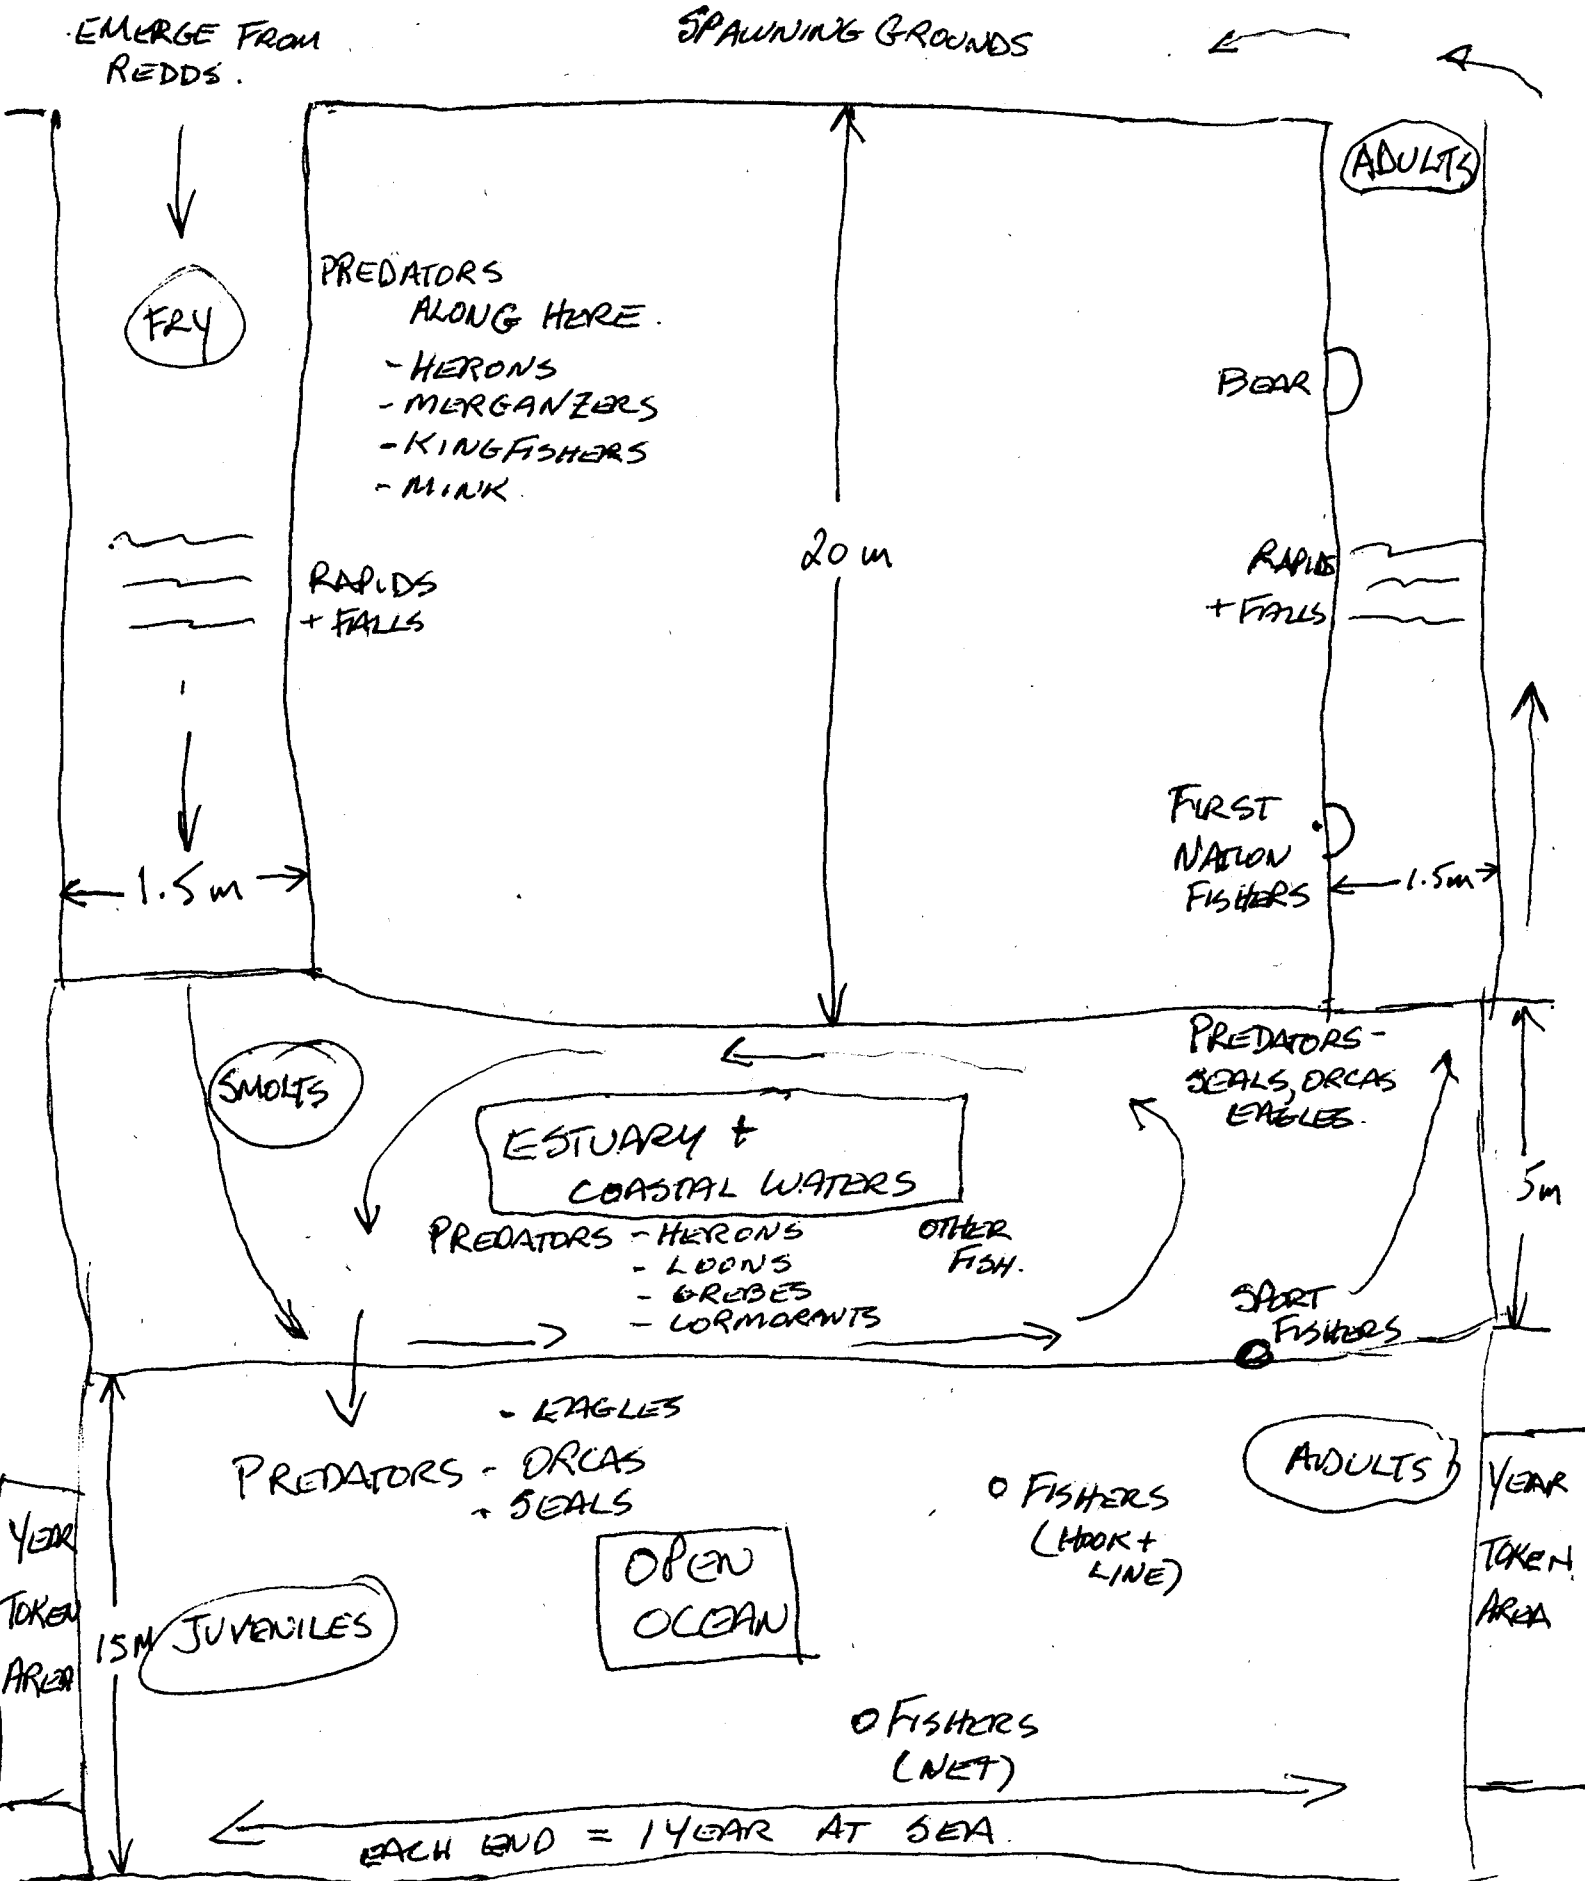 EMERGE FROM
REDDS.
SPAWNING GROUNDS
ADULTS
FRY
PREDATORS
ALONG HERE.
- HERONS
- MERGANZERS
- KINGFISHERS
- MINK.
BEAR
20 m
RAPIDS
+ FALLS
RAPIDS
+ FALLS
FIRST
NATION
FISHERS
1.5 m
1.5m
SMOLTS
PREDATORS -
SEALS, ORCAS
EAGLES.
ESTUARY +
COASTAL WATERS
5m
PREDATORS - HERONS
- LOONS
- GREBES
- CORMORANTS
OTHER
FISH.
SPORT
FISHERS
- EAGLES
PREDATORS - ORCAS
- SEALS
ADULTS
FISHERS
(HOOK +
LINE)
YEAR
TOKEN
AREA
YEAR
TOKEN
AREA
15M
JUVENILES
OPEN
OCEAN
FISHERS
(NET)
EACH END = 1 YEAR AT SEA.